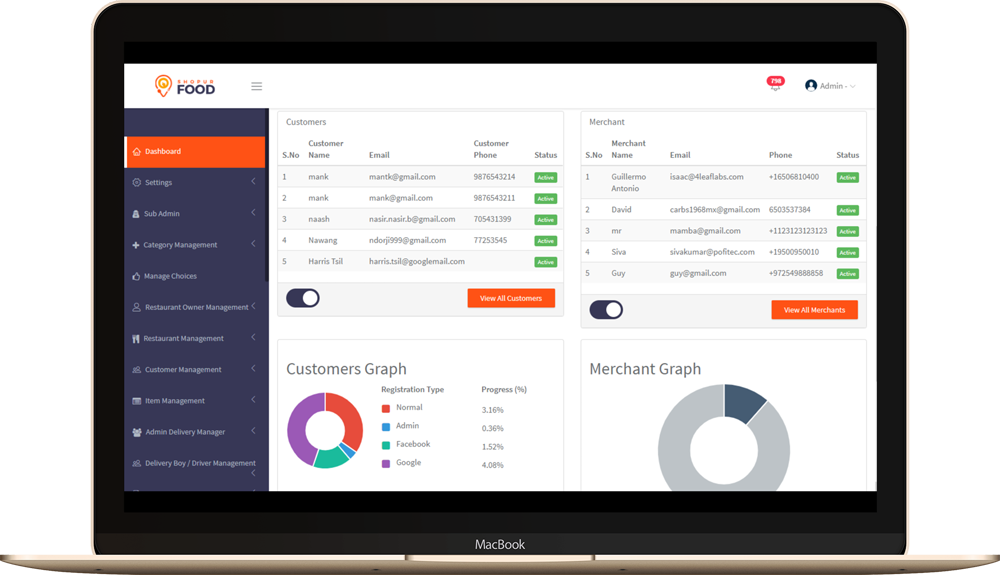 SHOPUR
FOOD
798
Admin -
Dashboard
Settings
Sub Admin
Category Management
Manage Choices
Restaurant Owner Management
Restaurant Management
Customer Management
Item Management
Admin Delivery Manager
Delivery Boy / Driver Management
Customers
S.No Customer Name Email Customer Phone Status
1 mank mantk@gmail.com 9876543214 Active
2 mank mank@gmail.com 9876543211 Active
3 naash nasir.nasir.b@gmail.com 705431399 Active
4 Nawang ndorji999@gmail.com 77253545 Active
5 Harris Tsil harris.tsil@googlemail.com Active
View All Customers
Merchant
S.No Merchant Name Email Phone Status
1 Guillermo Antonio isaac@4leaflabs.com +16506810400 Active
2 David carbs1968mx@gmail.com 6503537384 Active
3 mr mamba@gmail.com +1123123123123 Active
4 Siva sivakumar@pofitec.com +19500950010 Active
5 Guy guy@gmail.com +972549888858 Active
View All Merchants
Customers Graph
Registration Type Progress (%)
Normal 3.16%
Admin 0.36%
Facebook 1.52%
Google 4.08%
Merchant Graph
MacBook